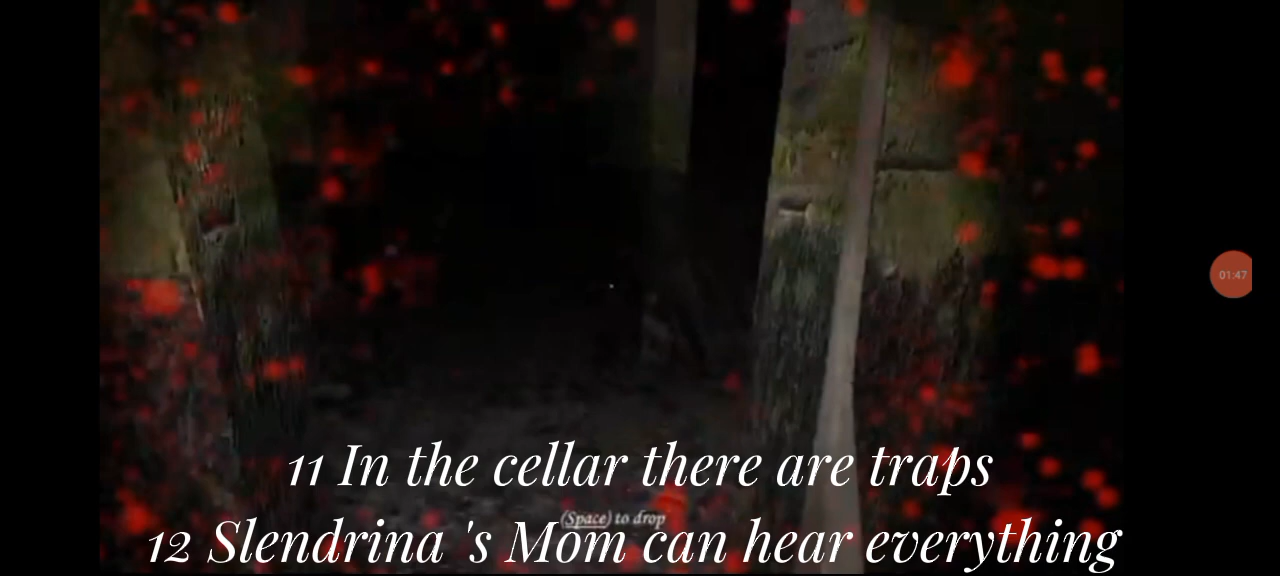 01:47
11 In the cellar there are traps
(Space) to drop
12 Slendrina 's Mom can hear everything